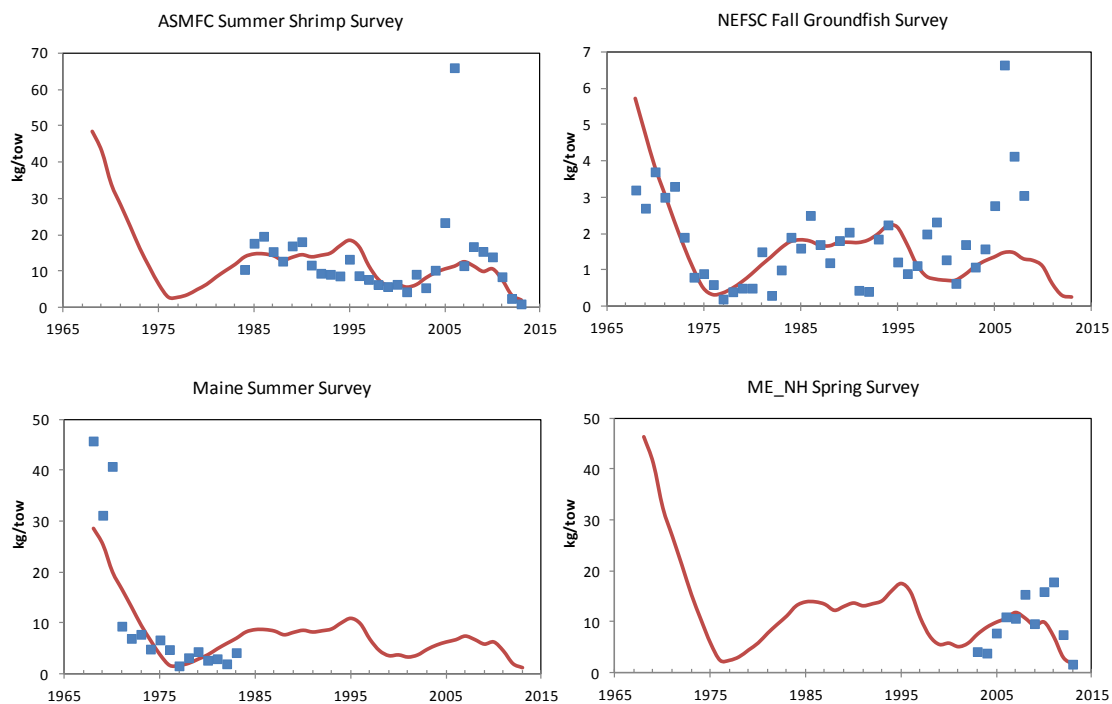 ASMFC Summer Shrimp Survey
kg/tow
70
60
50
40
30
20
10
0
1965 1975 1985 1995 2005 2015
NEFSC Fall Groundfish Survey
kg/tow
7
6
5
4
3
2
1
0
1965 1975 1985 1995 2005 2015
Maine Summer Survey
kg/tow
50
40
30
20
10
0
1965 1975 1985 1995 2005 2015
ME_NH Spring Survey
kg/tow
50
40
30
20
10
0
1965 1975 1985 1995 2005 2015